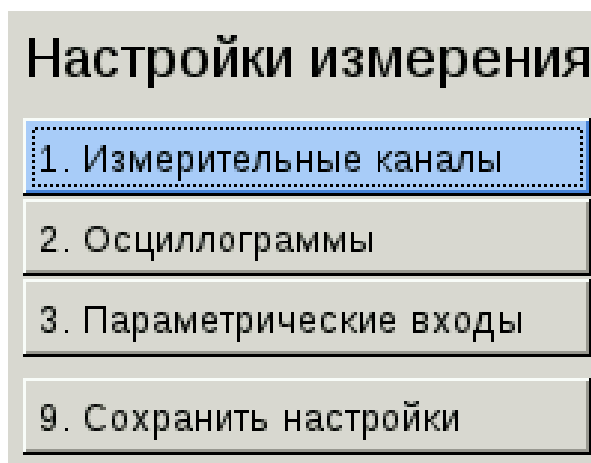 Настройки измерения
1. Измерительные каналы
2. Осциллограммы
3. Параметрические входы
9. Сохранить настройки